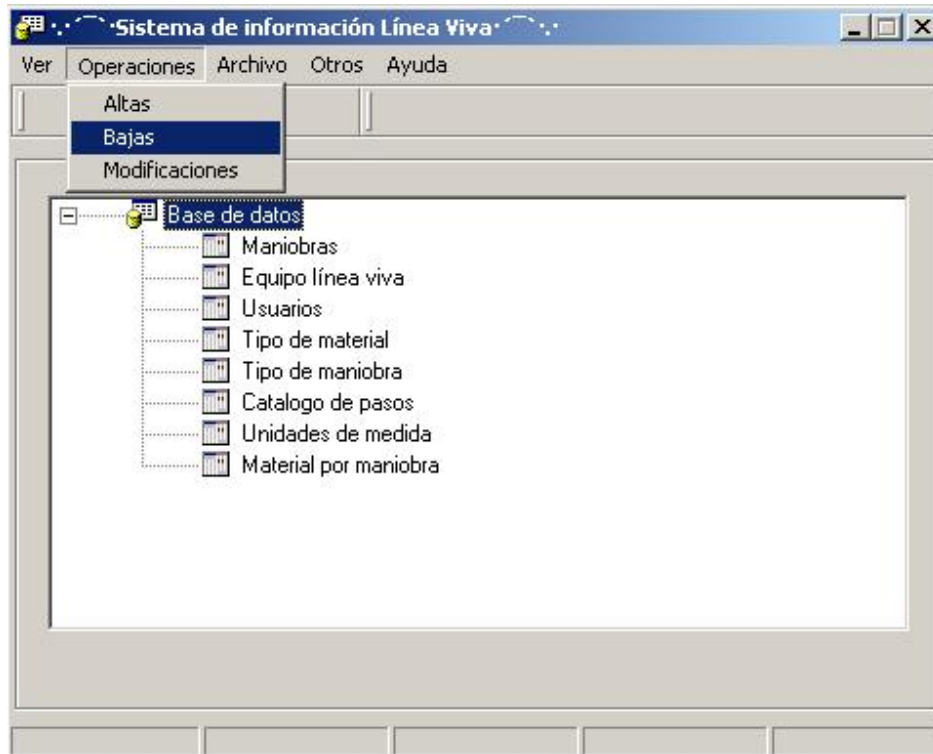 Sistema de información Línea Viva
Ver Operaciones Archivo Otros Ayuda
Altas
Bajas
Modificaciones
Base de datos
Maniobras
Equipo línea viva
Usuarios
Tipo de material
Tipo de maniobra
Catalogo de pasos
Unidades de medida
Material por maniobra